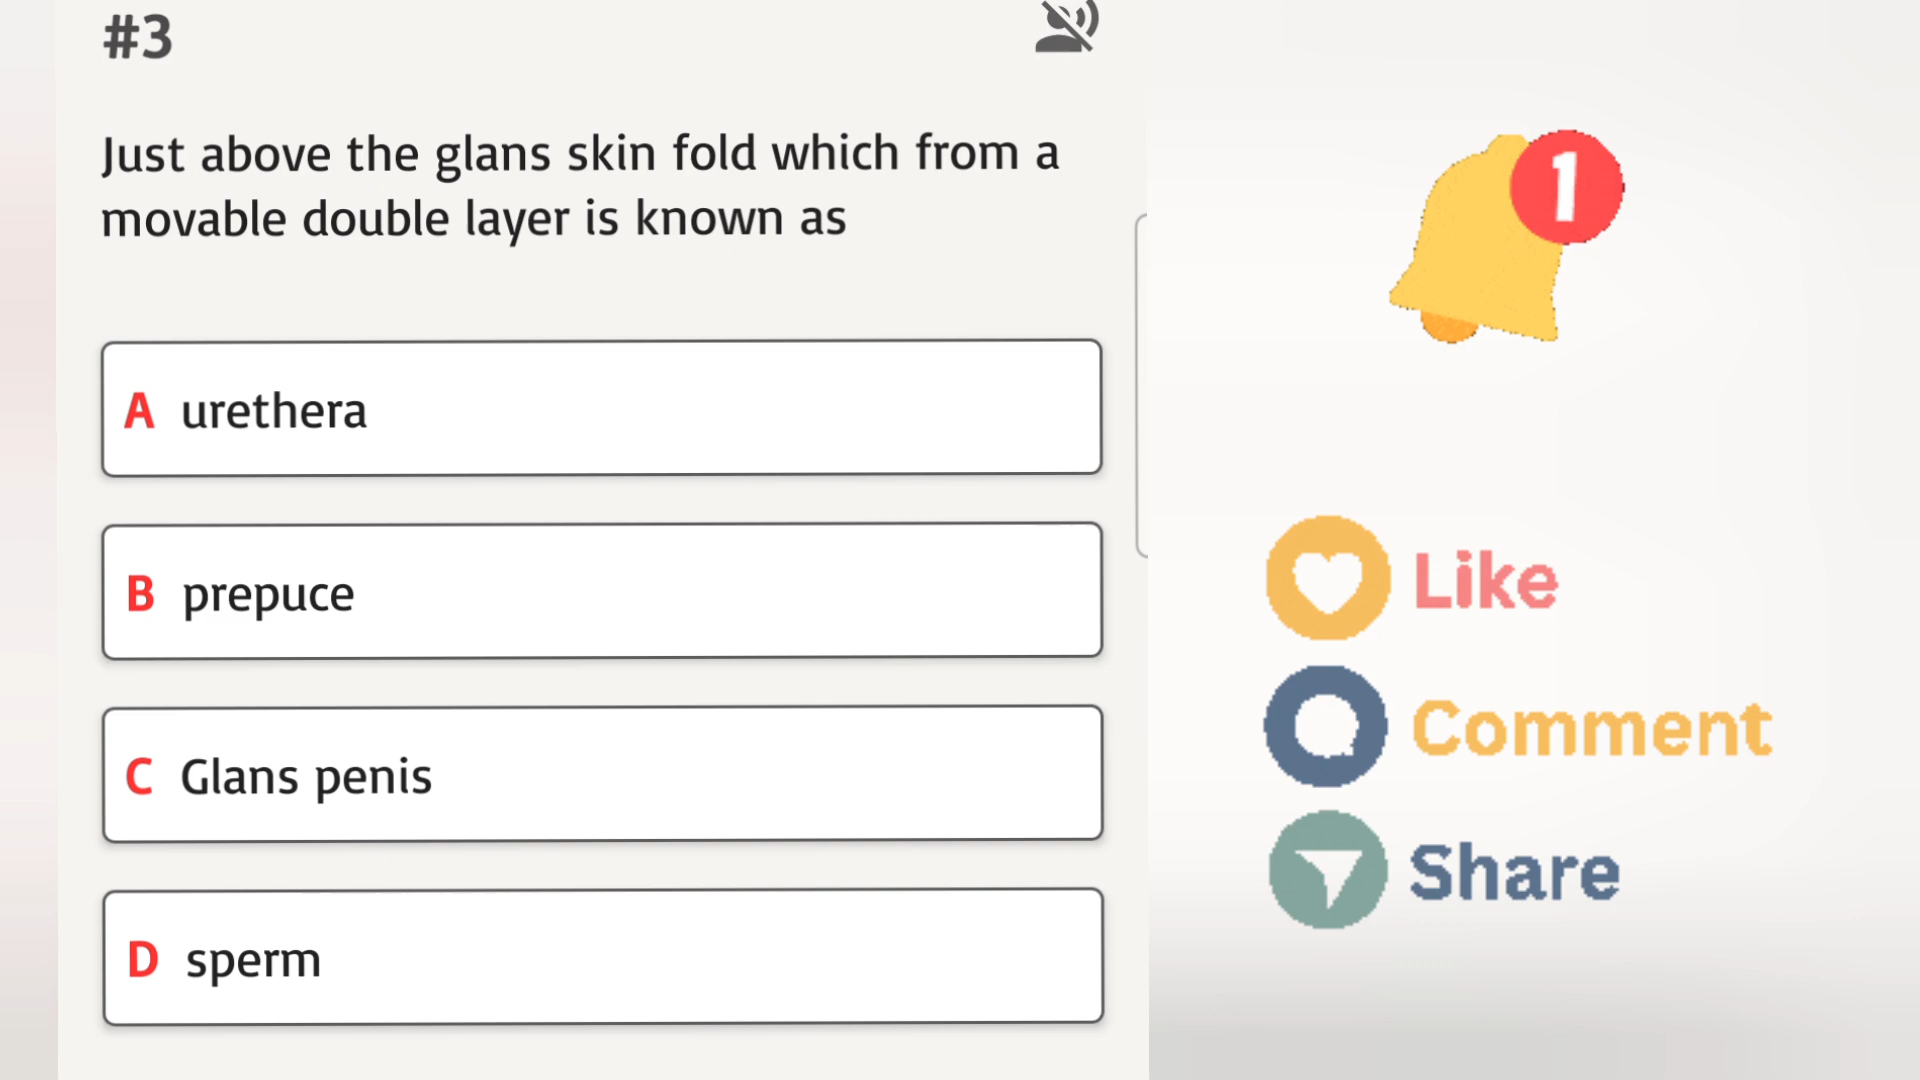 #3
Just above the glans skin fold which from a
movable double layer is known as
A urethera
B prepuce
C Glans penis
D sperm
1
Like
Comment
Share